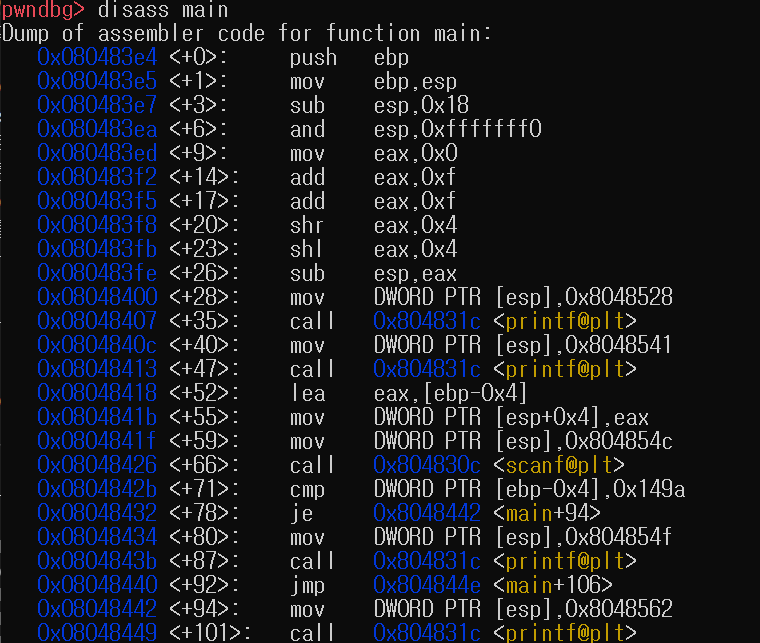 pwndbg> disass main
Dump of assembler code for function main:
0x080483e4 <+0>: push ebp
0x080483e5 <+1>: mov ebp,esp
0x080483e7 <+3>: sub esp,0x18
0x080483ea <+6>: and esp,0xfffffff0
0x080483ed <+9>: mov eax,0x0
0x080483f2 <+14>: add eax,0xf
0x080483f5 <+17>: add eax,0xf
0x080483f8 <+20>: shr eax,0x4
0x080483fb <+23>: shl eax,0x4
0x080483fe <+26>: sub esp,eax
0x08048400 <+28>: mov DWORD PTR [esp],0x8048528
0x08048407 <+35>: call 0x804831c <printf@plt>
0x0804840c <+40>: mov DWORD PTR [esp],0x8048541
0x08048413 <+47>: call 0x804831c <printf@plt>
0x08048418 <+52>: lea eax,[ebp-0x4]
0x0804841b <+55>: mov DWORD PTR [esp+0x4],eax
0x0804841f <+59>: mov DWORD PTR [esp],0x804854c
0x08048426 <+66>: call 0x804830c <scanf@plt>
0x0804842b <+71>: cmp DWORD PTR [ebp-0x4],0x149a
0x08048432 <+78>: je 0x8048442 <main+94>
0x08048434 <+80>: mov DWORD PTR [esp],0x804854f
0x0804843b <+87>: call 0x804831c <printf@plt>
0x08048440 <+92>: jmp 0x804844e <main+106>
0x08048442 <+94>: mov DWORD PTR [esp],0x8048562
0x08048449 <+101>: call 0x804831c <printf@plt>